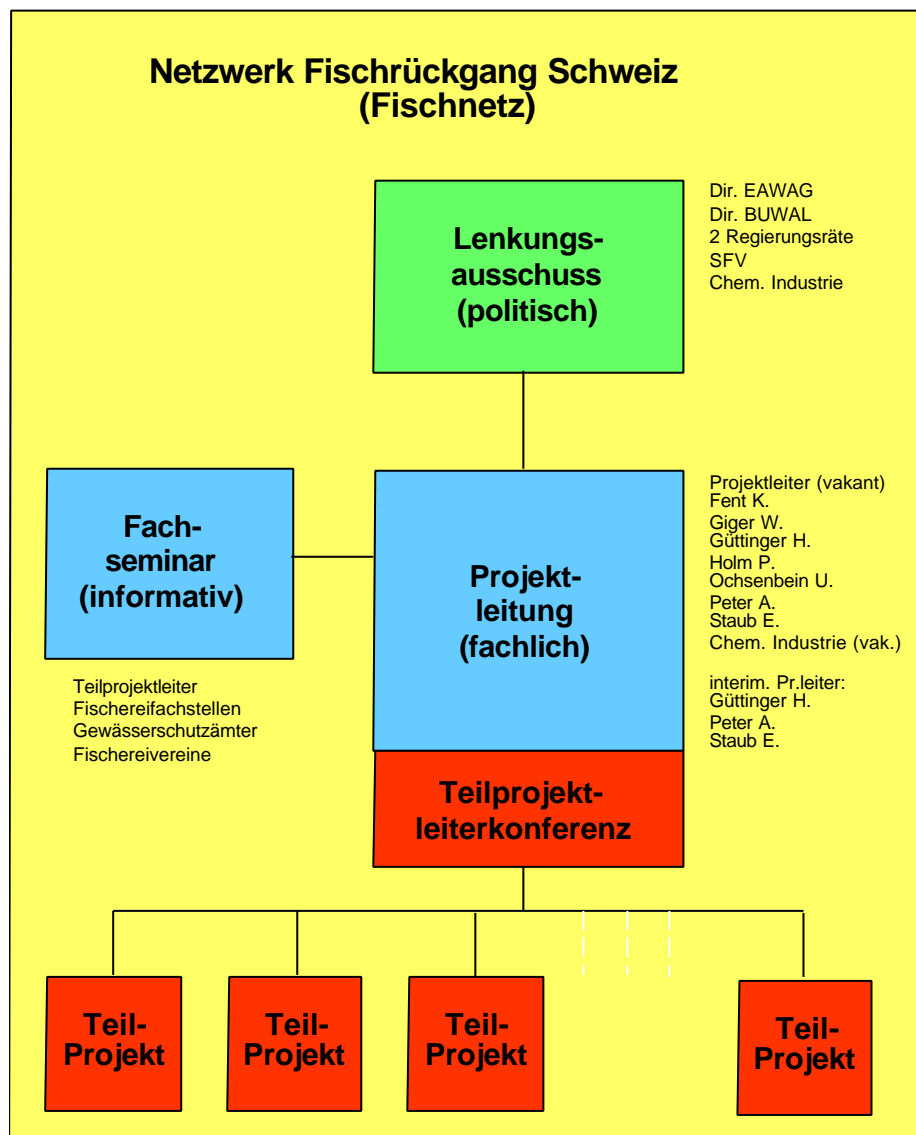 Netzwerk Fischrückgang Schweiz
(Fischnetz)
Lenkungs-
ausschuss
(politisch)
Dir. EAWAG
Dir. BUWAL
2 Regierungsräte
SFV
Chem. Industrie
Fach-
seminar
(informativ)
Teilprojektleiter
Fischereifachstellen
Gewässerschutzämter
Fischereivereine
Projekt-
leitung
(fachlich)
Projektleiter (vakant)
Fent K.
Giger W.
Güttinger H.
Holm P.
Ochsenbein U.
Peter A.
Staub E.
Chem. Industrie (vak.)
interim. Pr.leiter:
Güttinger H.
Peter A.
Staub E.
Teilprojekt-
leiterkonferenz
Teil-
Projekt
Teil-
Projekt
Teil-
Projekt
Teil-
Projekt